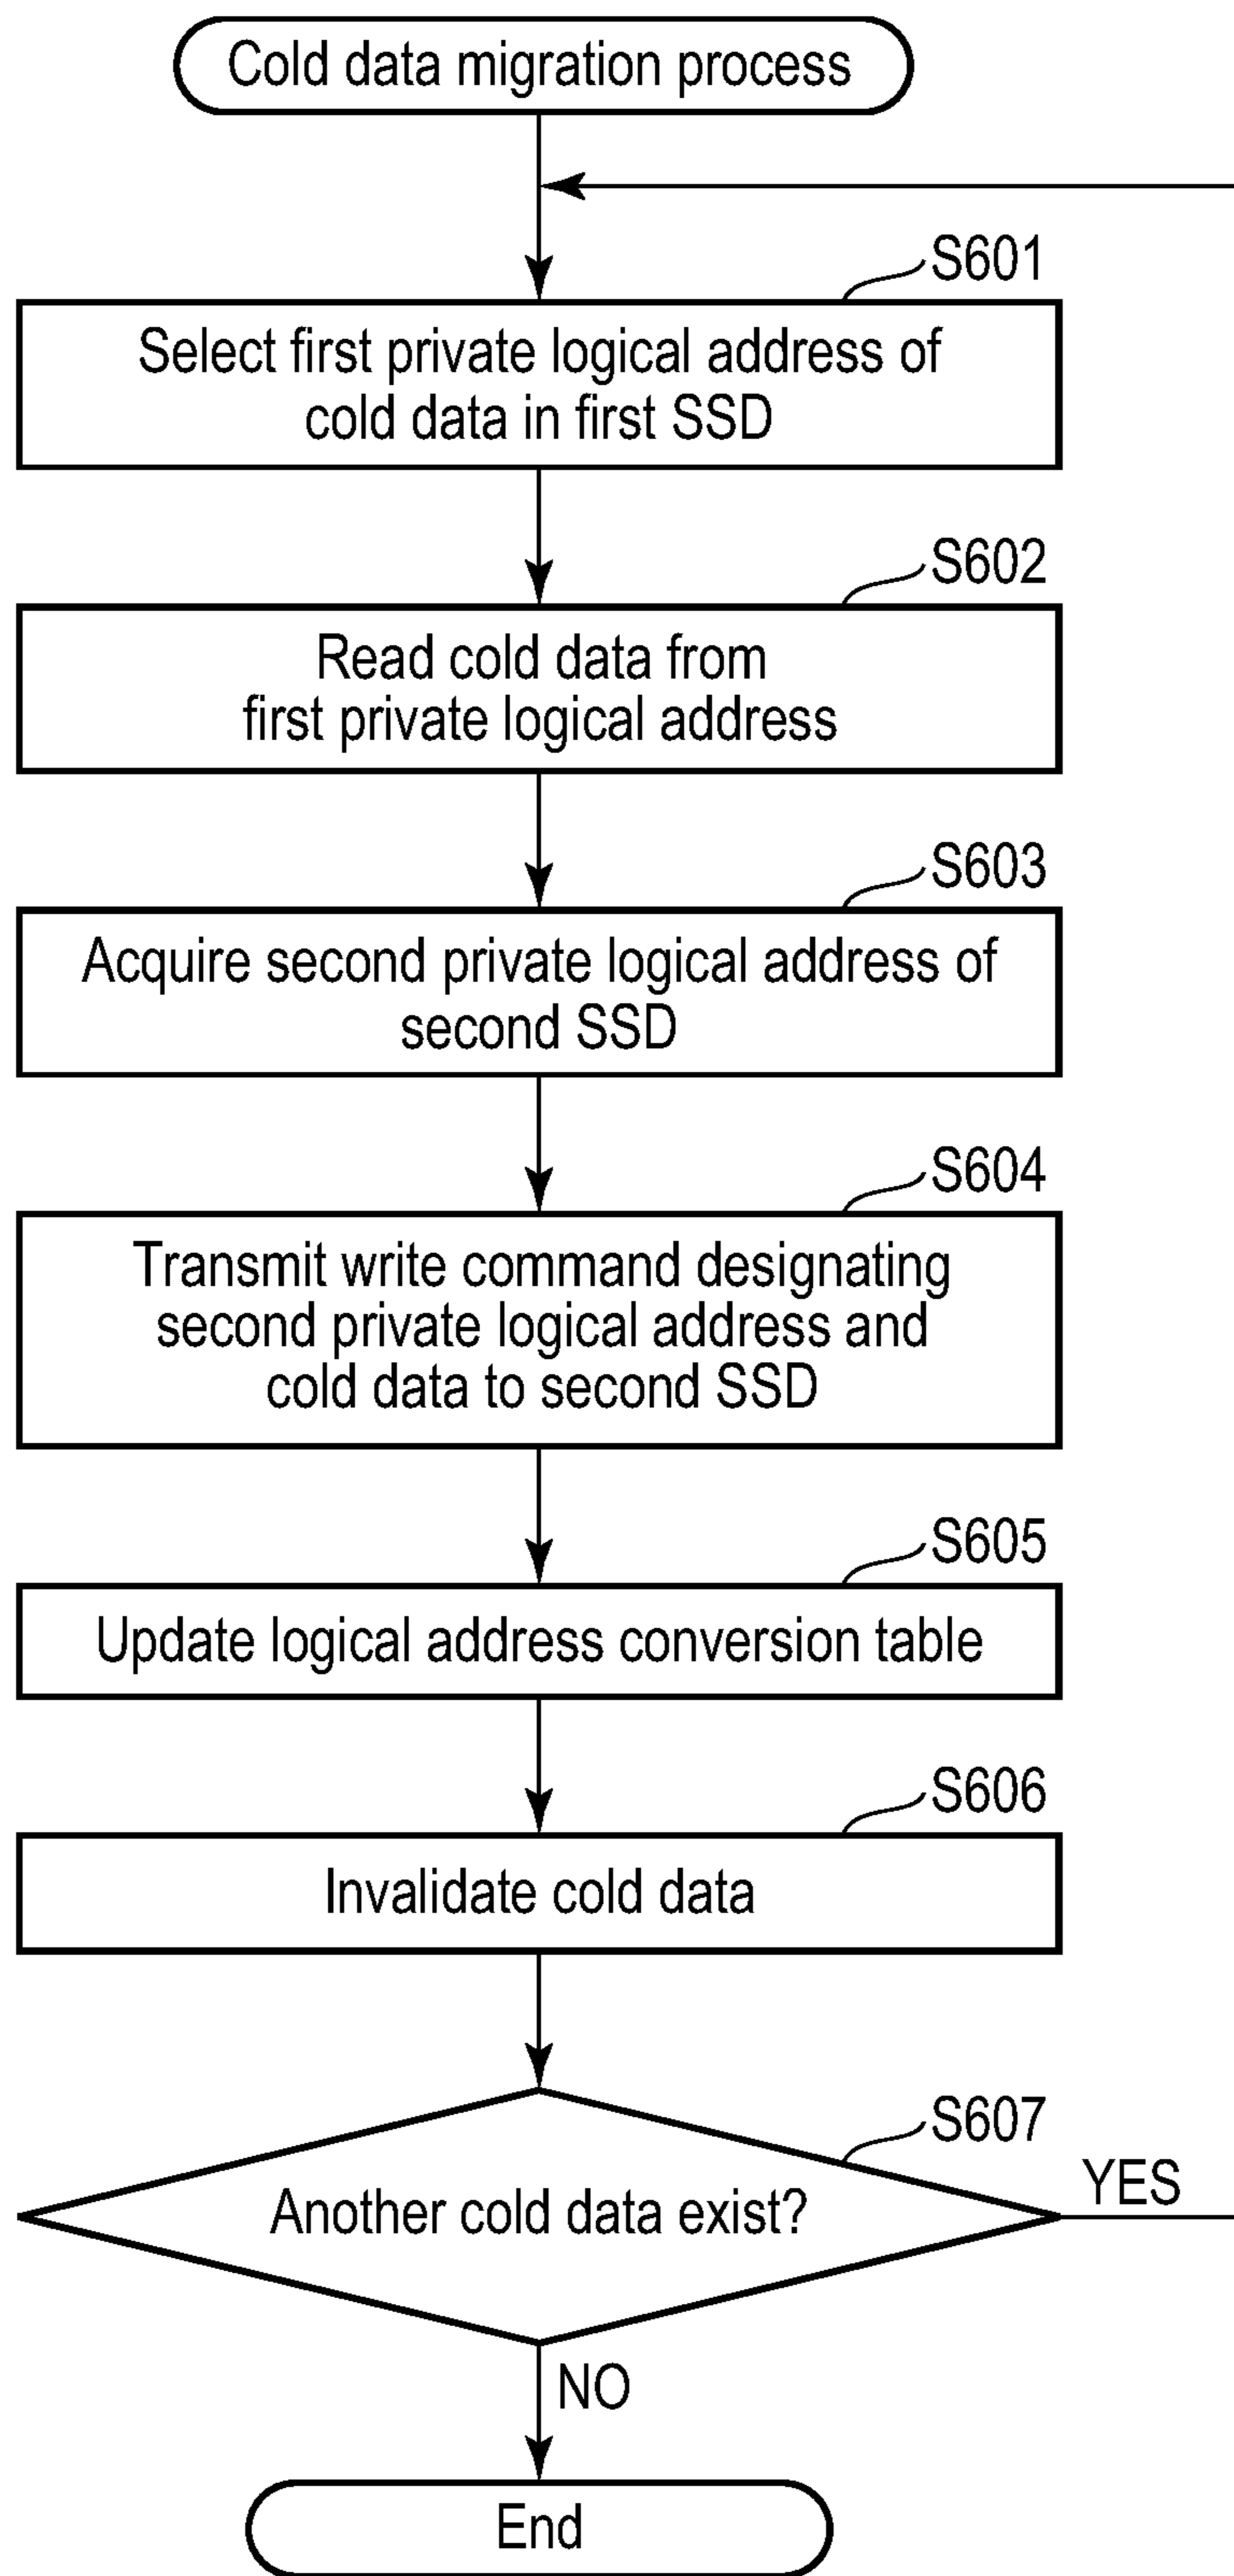 Cold data migration process
S601
Select first private logical address of
cold data in first SSD
S602
Read cold data from
first private logical address
S603
Acquire second private logical address of
second SSD
S604
Transmit write command designating
second private logical address and
cold data to second SSD
S605
Update logical address conversion table
S606
Invalidate cold data
S607
Another cold data exist?
YES
NO
End